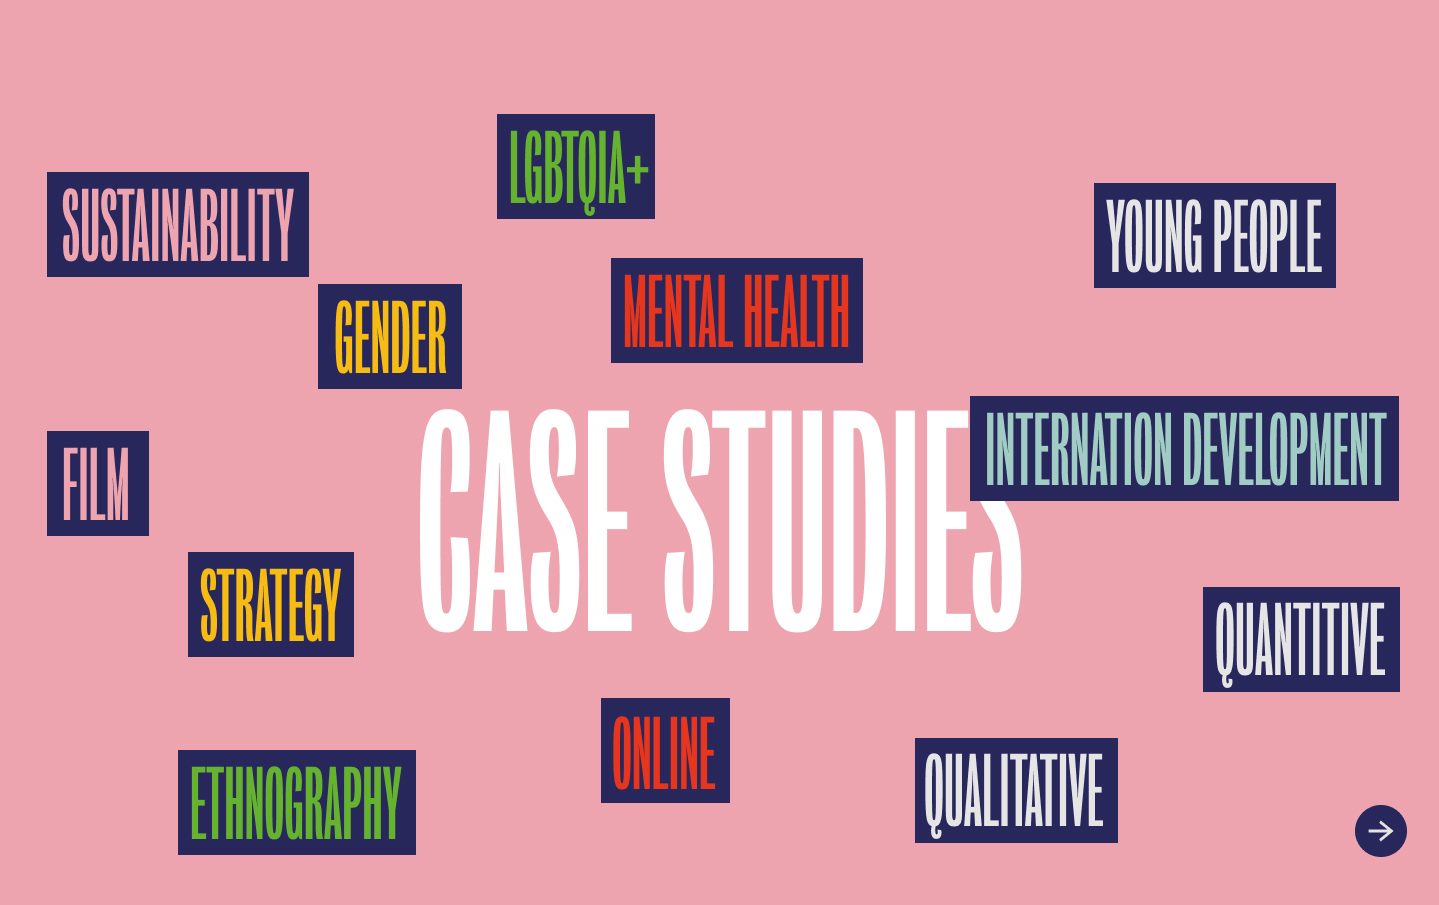 LGBTQIA+
SUSTAINABILITY
YOUNG PEOPLE
GENDER
MENTAL HEALTH
CASE STUDIES
INTERNATION DEVELOPMENT
FILM
STRATEGY
QUANTITIVE
ONLINE
QUALITATIVE
ETHNOGRAPHY